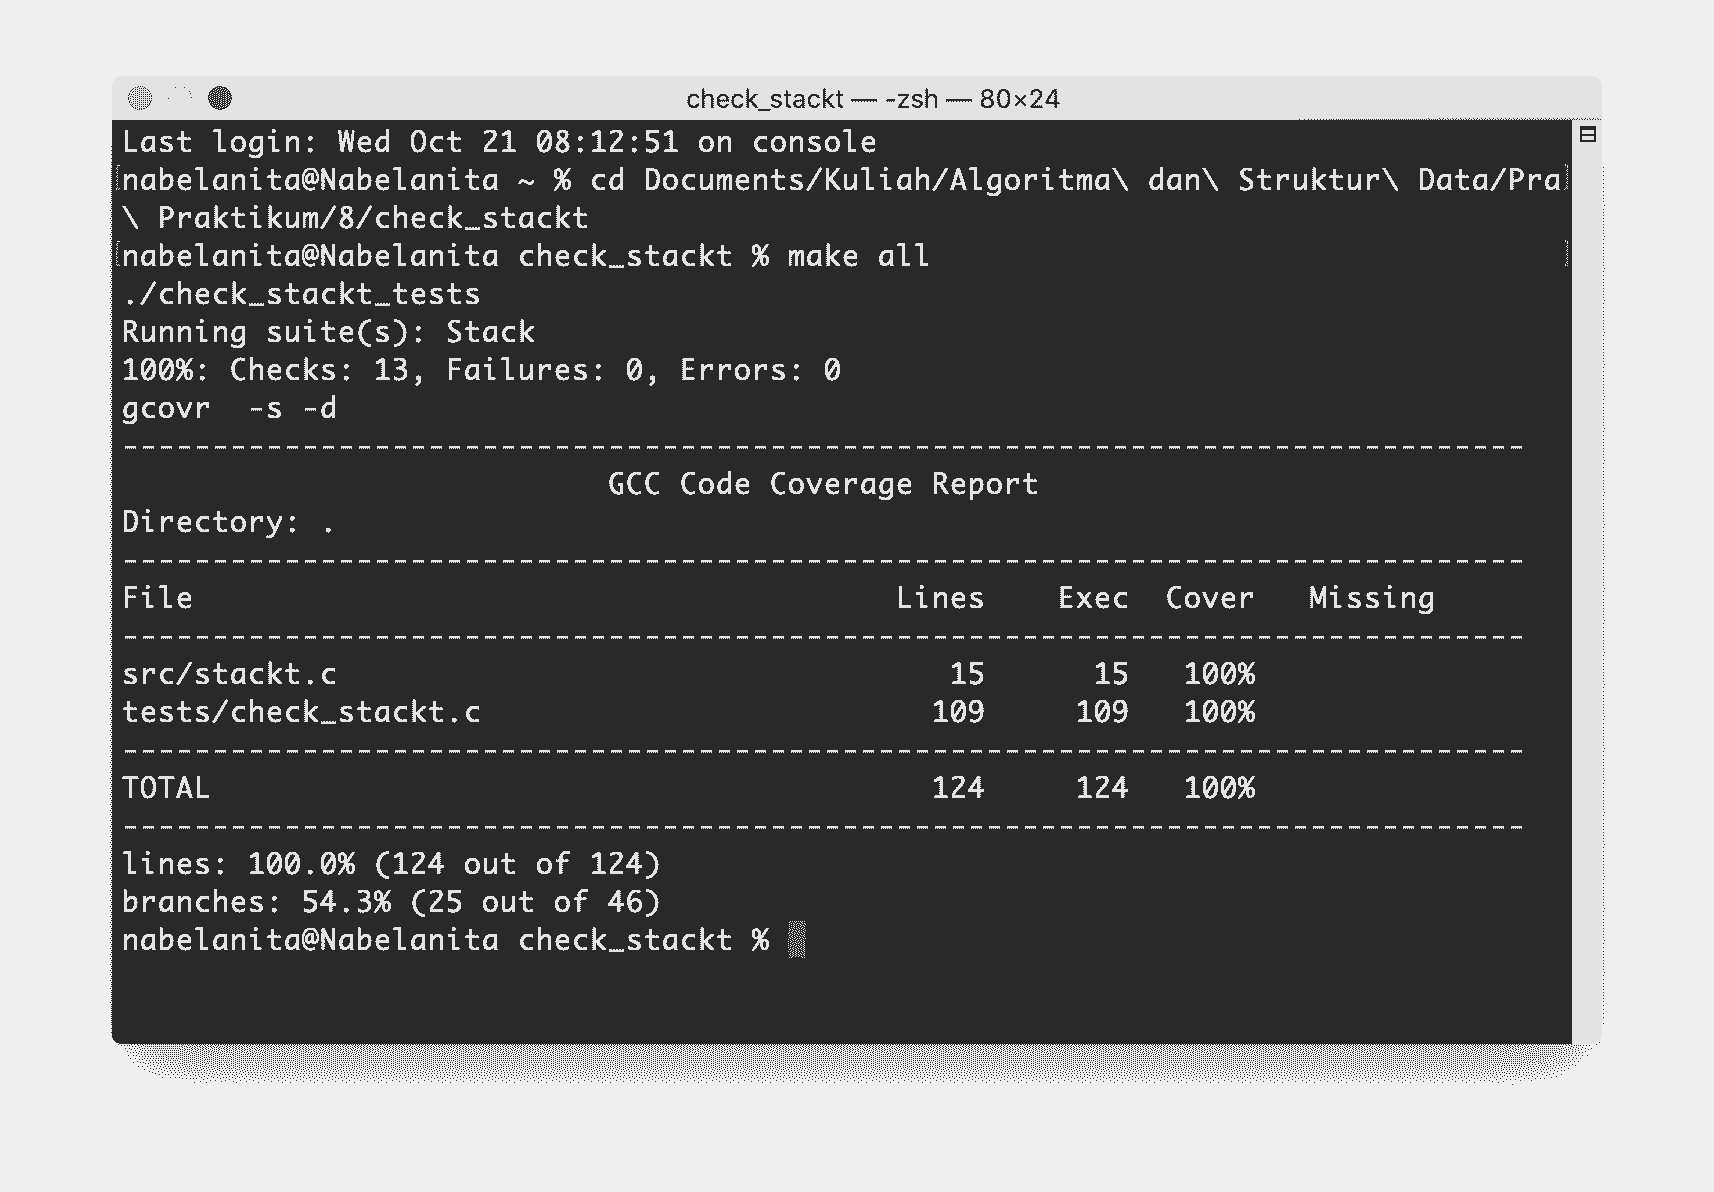 check_stackt — -zsh — 80×24
Last login: Wed Oct 21 08:12:51 on console
nabelanita@Nabelanita ~ % cd Documents/Kuliah/Algoritma\ dan\ Struktur\ Data/Pra
\ Praktikum/8/check_stackt
nabelanita@Nabelanita check_stackt % make all
./check_stackt_tests
Running suite(s): Stack
100%: Checks: 13, Failures: 0, Errors: 0
gcovr  -s -d
------------------------------------------------------------------------------
                           GCC Code Coverage Report
Directory: .
------------------------------------------------------------------------------
File                                       Lines    Exec  Cover   Missing
------------------------------------------------------------------------------
src/stackt.c                                  15      15   100%
tests/check_stackt.c                         109     109   100%
------------------------------------------------------------------------------
TOTAL                                        124     124   100%
------------------------------------------------------------------------------
lines: 100.0% (124 out of 124)
branches: 54.3% (25 out of 46)
nabelanita@Nabelanita check_stackt %